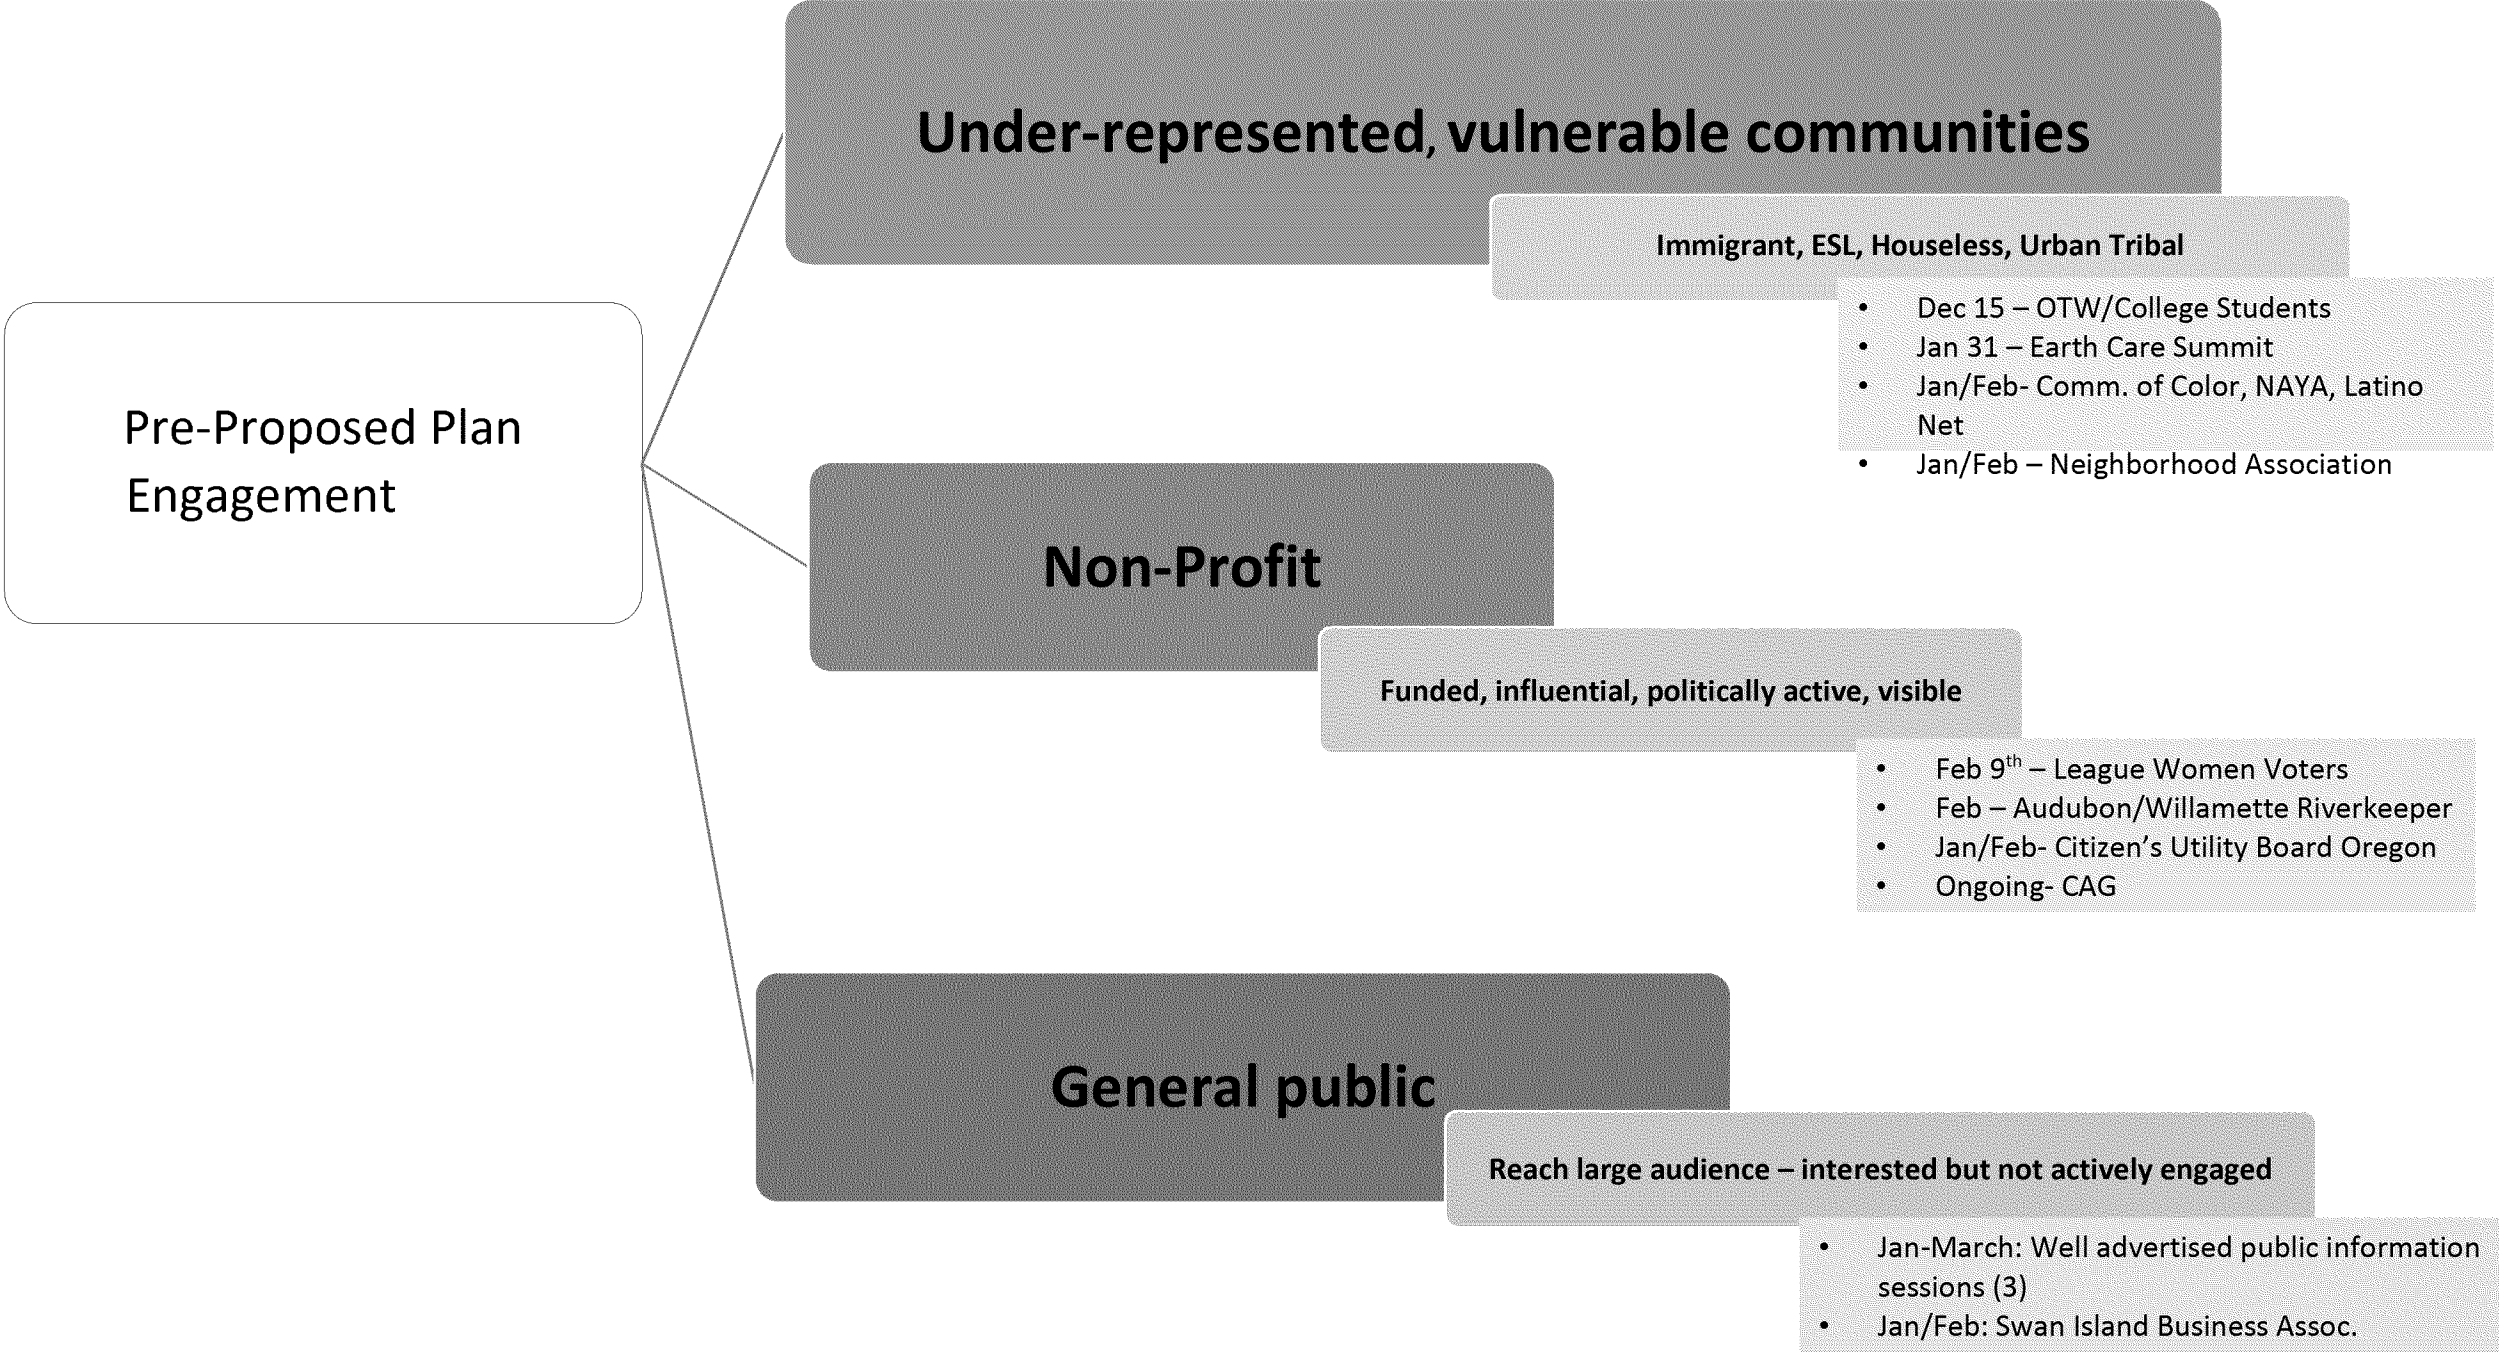 Under-represented, vulnerable communities
Immigrant, ESL, Houseless, Urban Tribal
• Dec 15 – OTW/College Students
• Jan 31 – Earth Care Summit
• Jan/Feb- Comm. of Color, NAYA, Latino
Net
• Jan/Feb – Neighborhood Association
Pre-Proposed Plan
Engagement
Non-Profit
Funded, influential, politically active, visible
• Feb 9th – League Women Voters
• Feb – Audubon/Willamette Riverkeeper
• Jan/Feb- Citizen’s Utility Board Oregon
• Ongoing- CAG
General public
Reach large audience – interested but not actively engaged
• Jan-March: Well advertised public information
sessions (3)
• Jan/Feb: Swan Island Business Assoc.